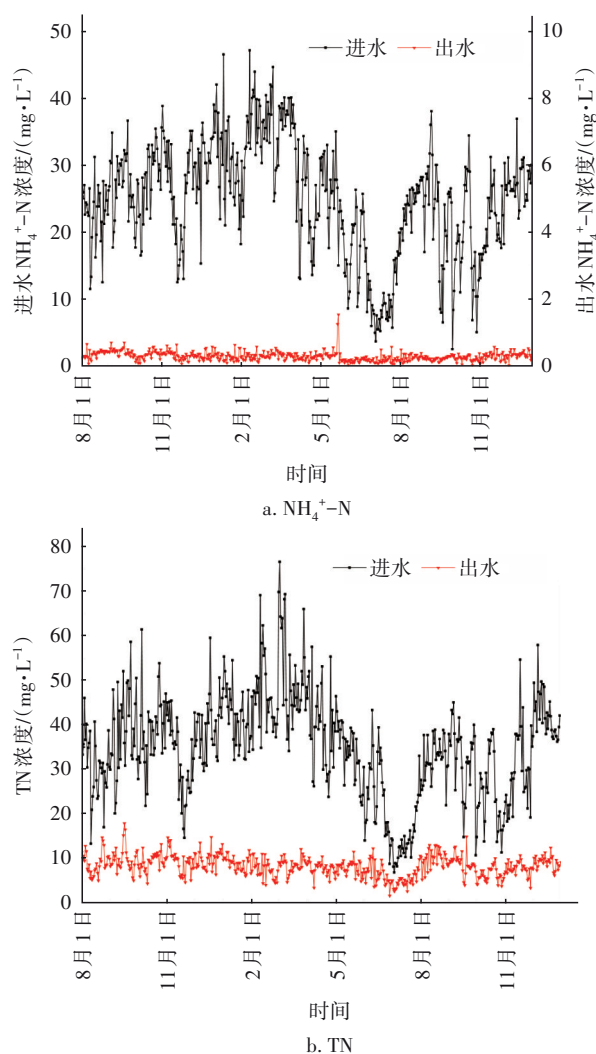 进水 出水
50
40
30
20
10
0
进水 NH₄⁺-N 浓度/(mg·L⁻¹)
10
8
6
4
2
0
出水 NH₄⁺-N 浓度/(mg·L⁻¹)
8月1日
11月1日
2月1日
5月1日
8月1日
11月1日
时间
a. NH₄⁺-N
进水 出水
80
70
60
50
40
30
20
10
0
TN 浓度/(mg·L⁻¹)
8月1日
11月1日
2月1日
5月1日
8月1日
11月1日
时间
b. TN